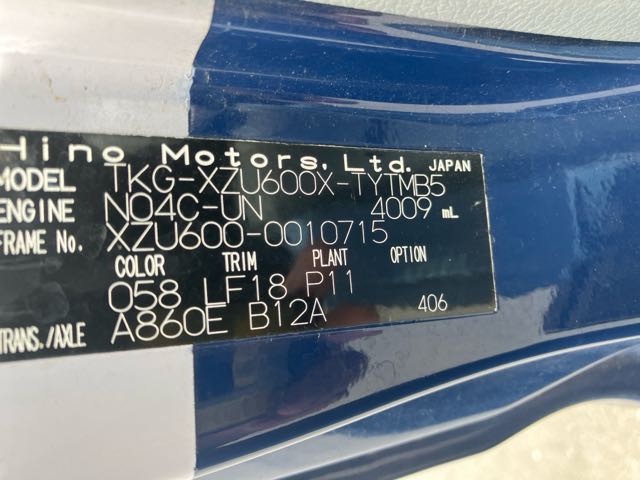 Hino Motors, Ltd. JAPAN
MODEL TKG-XZU600X-TYTMB5
ENGINE N04C-UN 4009 mL
FRAME No. XZU600-0010715
COLOR TRIM PLANT OPTION
058 LF18 P11
TRANS./AXLE A860E B12A 406